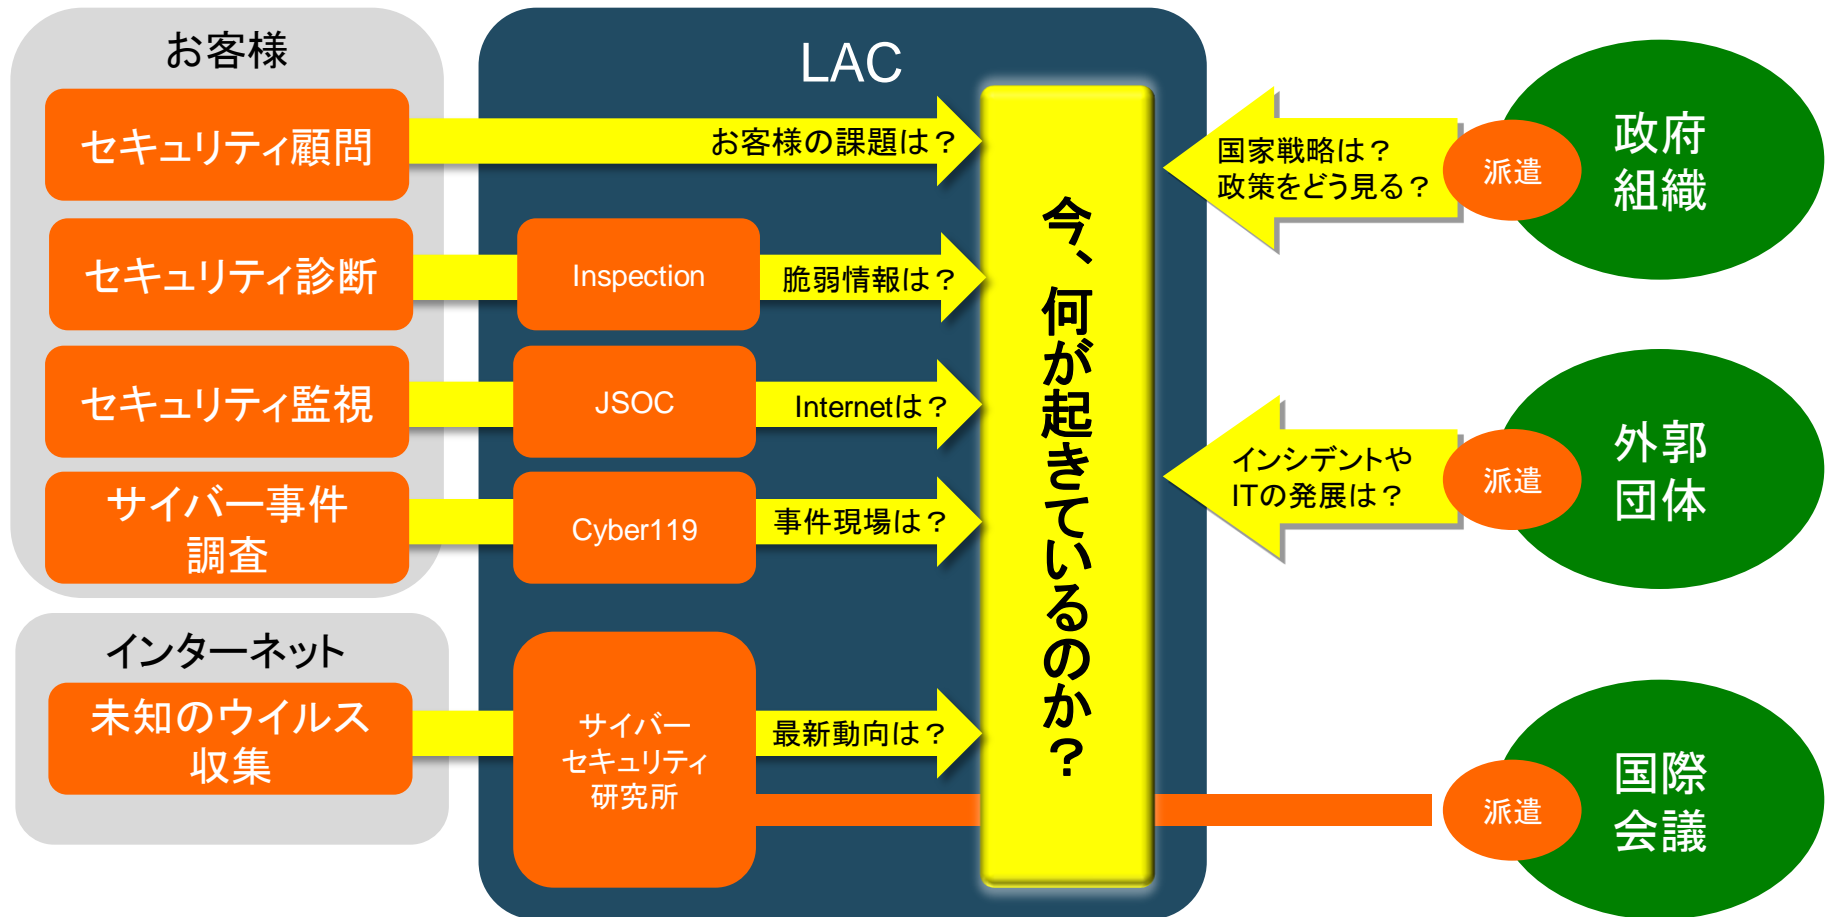 お客様
セキュリティ顧問
セキュリティ診断
セキュリティ監視
サイバー事件
調査
インターネット
未知のウイルス
収集
LAC
お客様の課題は？
Inspection
脆弱情報は？
JSOC
Internetは？
Cyber119
事件現場は？
サイバー
セキュリティ
研究所
最新動向は？
今、何が起きているのか？
国家戦略は？
政策をどう見る？
派遣
政府
組織
インシデントや
ITの発展は？
派遣
外郭
団体
派遣
国際
会議